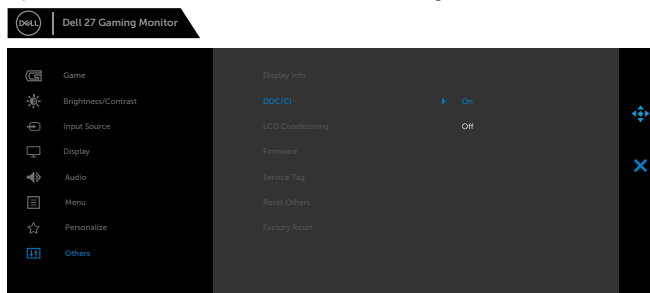 DELL
Dell 27 Gaming Monitor
Game
Display Info
Brightness/Contrast
DDC/CI
On
Input Source
LCD Conditioning
Off
Display
Firmware
Audio
Service Tag
Menu
Reset Others
Personalize
Factory Reset
Others